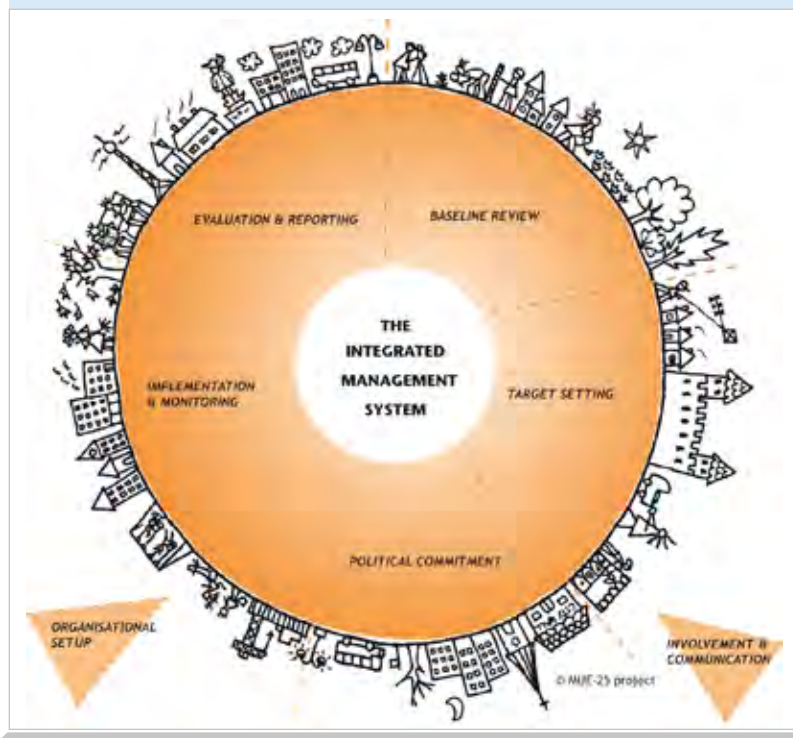 EVALUATION & REPORTING
BASELINE REVIEW
THE
INTEGRATED
MANAGEMENT
SYSTEM
IMPLEMENTATION
& MONITORING
TARGET SETTING
POLITICAL COMMITMENT
ORGANISATIONAL
SETUP
INVOLVEMENT &
COMMUNICATION
© MUE-25 project